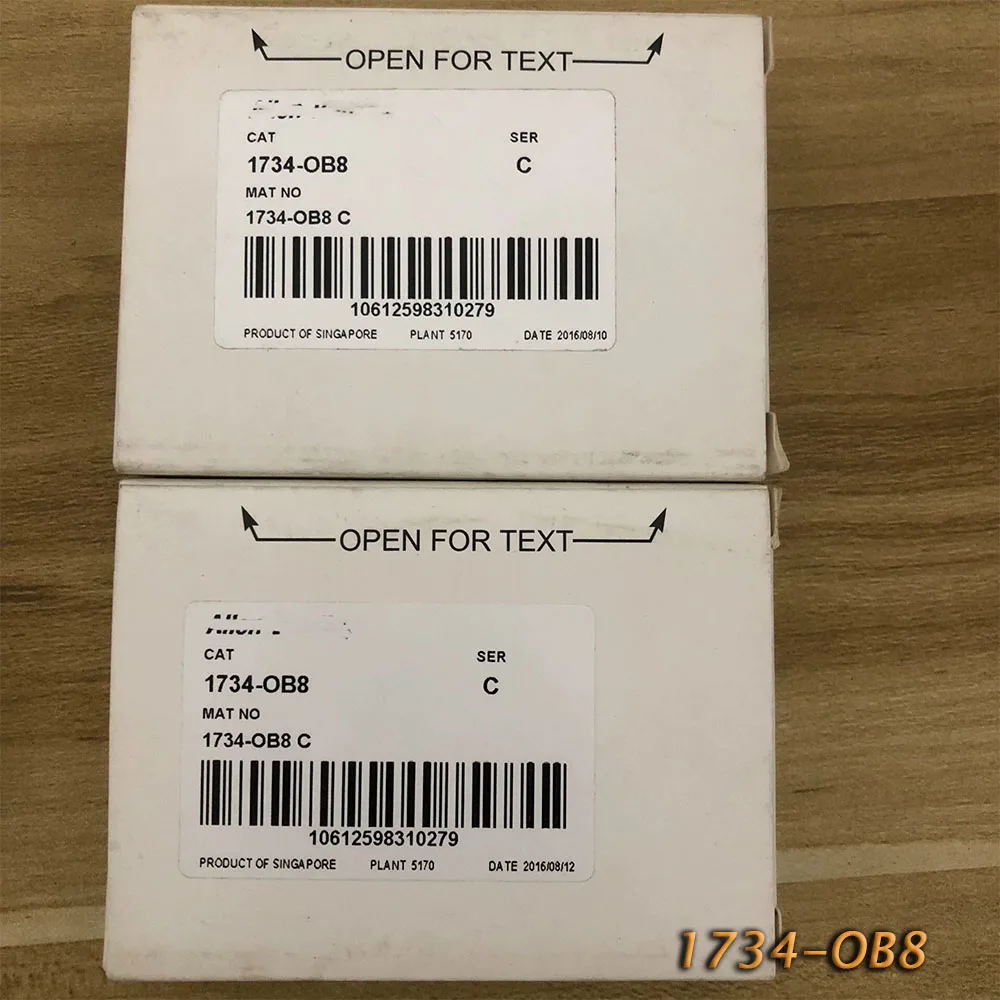 OPEN FOR TEXT
CAT SER
1734-OB8 C
MAT NO
1734-OB8 C
10612598310279
PRODUCT OF SINGAPORE PLANT 5170 DATE 2016/08/10
OPEN FOR TEXT
CAT SER
1734-OB8 C
MAT NO
1734-OB8 C
10612598310279
PRODUCT OF SINGAPORE PLANT 5170 DATE 2016/08/12
1734-OB8